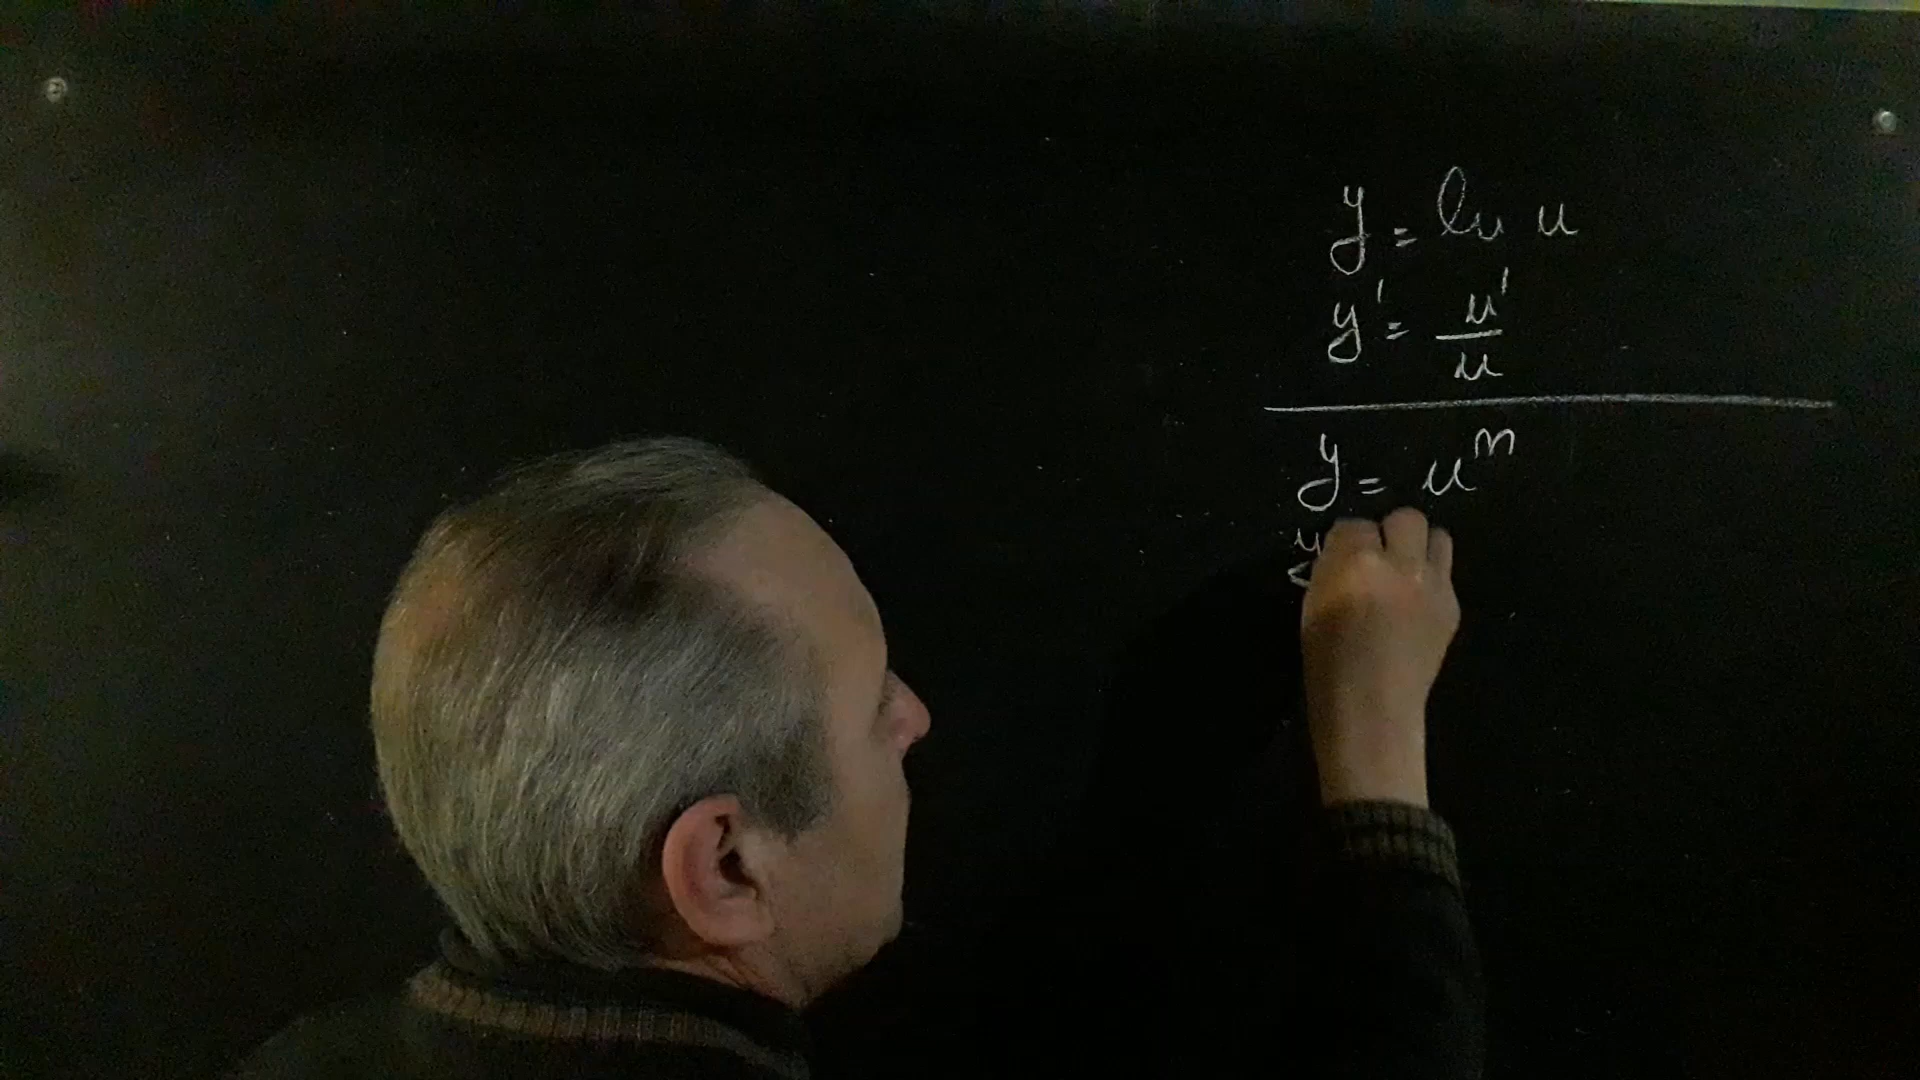 y = ln u
y' = u'/u
y = u^m
y